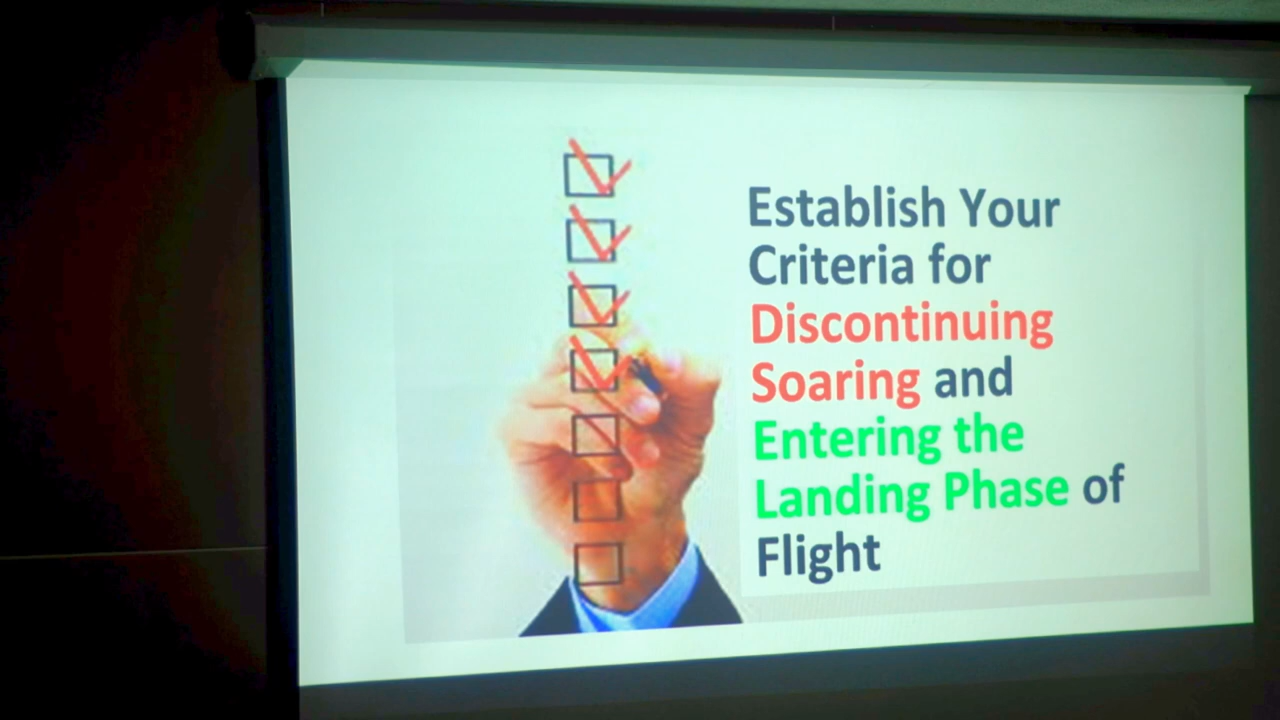 Establish Your
Criteria for
Discontinuing
Soaring and
Entering the
Landing Phase of
Flight